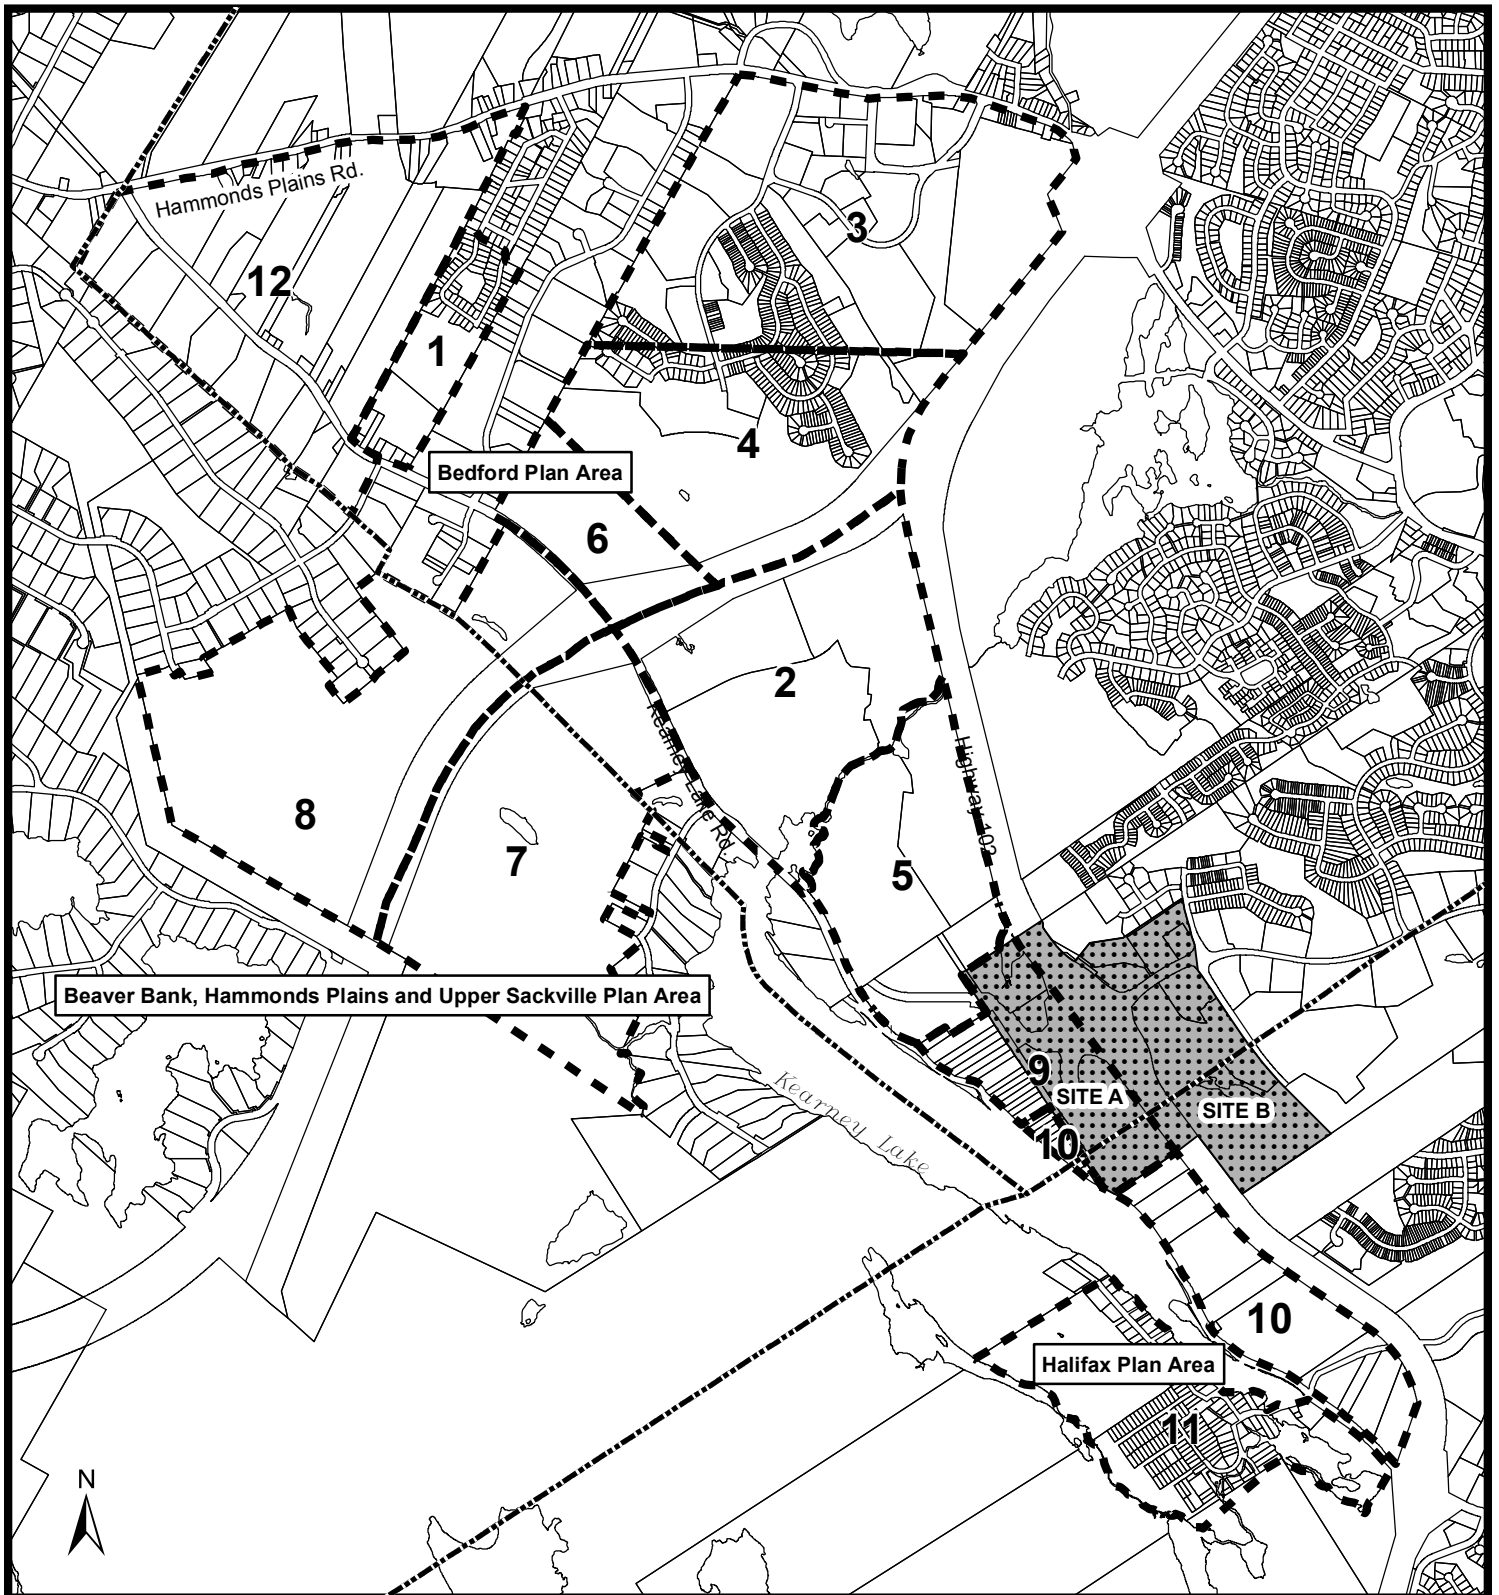 Hammonds Plains Rd.
3
12
1
4
Bedford Plan Area
6
2
Kearney Lake Rd.
Highway 102
8
7
5
Beaver Bank, Hammonds Plains and Upper Sackville Plan Area
9
SITE A
SITE B
Kearney Lake
10
10
Halifax Plan Area
11
N